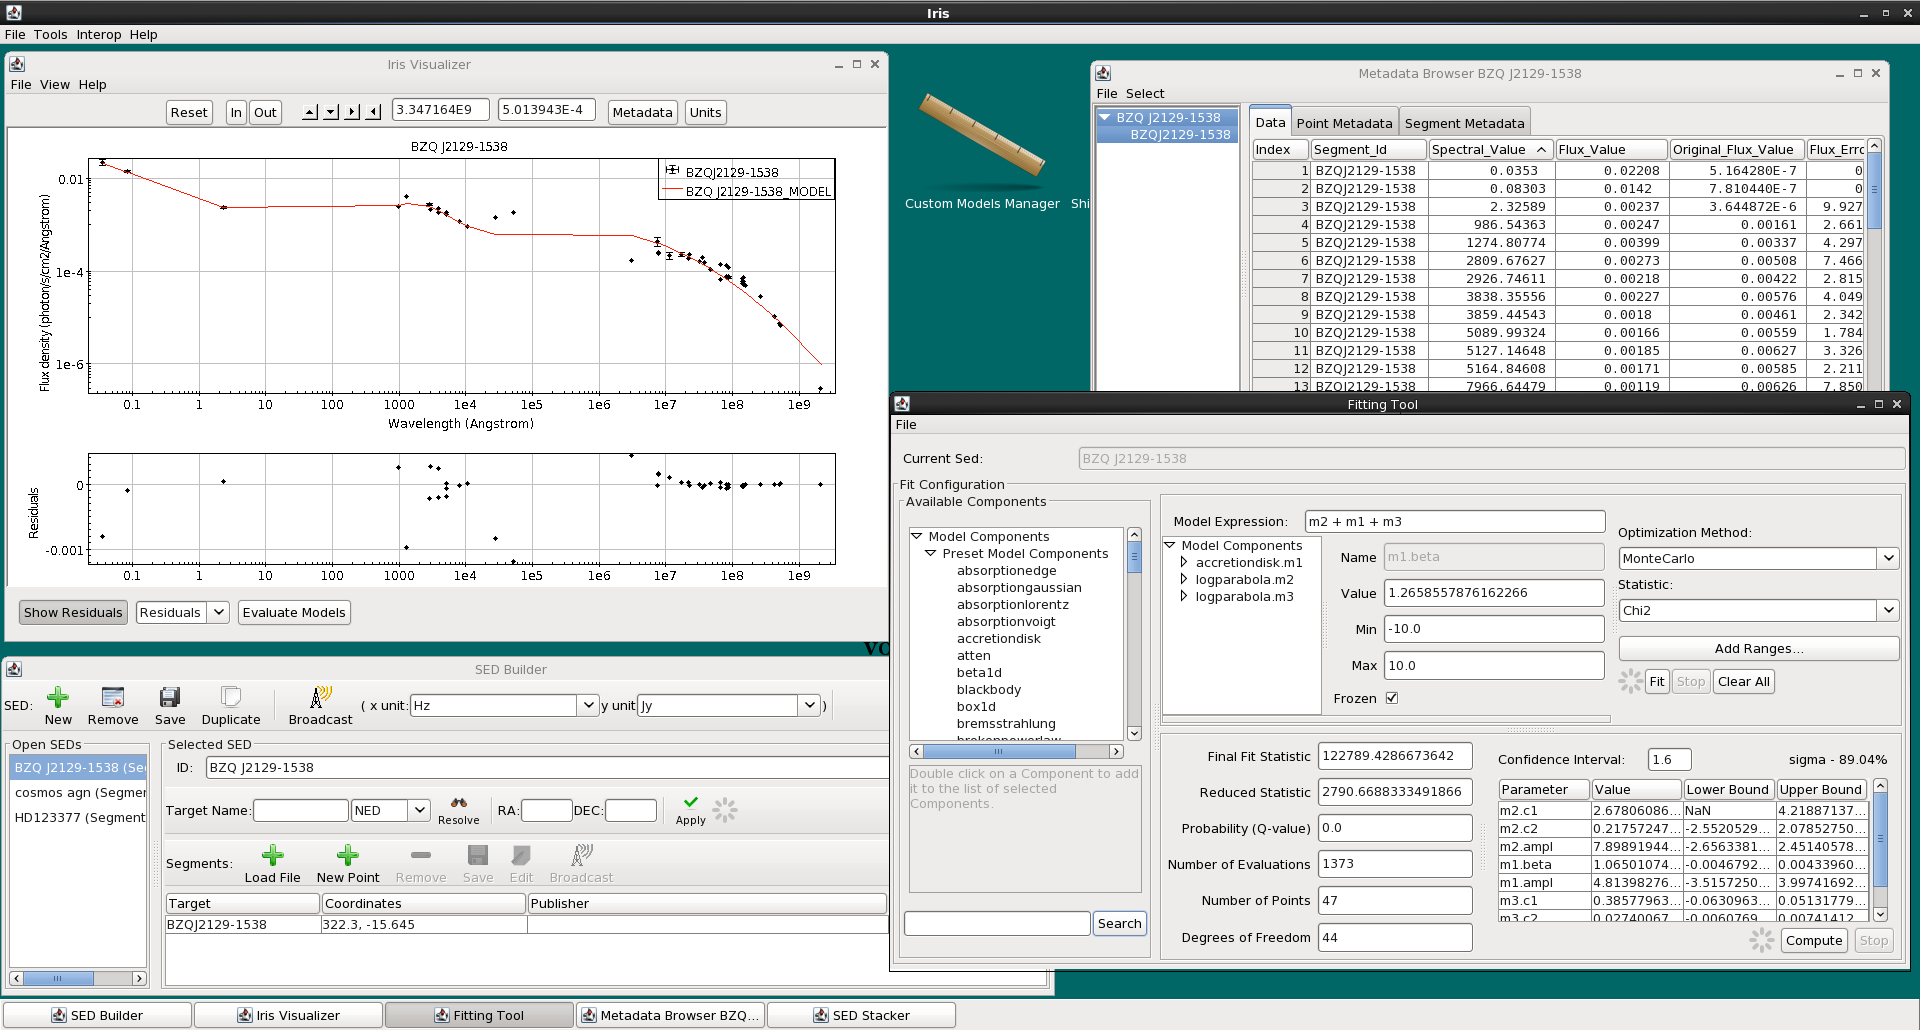 Iris
File Tools Interop Help
Iris Visualizer
File View Help
Reset In Out 3.347164E9 5.013943E-4 Metadata Units
BZQ J2129-1538
BZQJ2129-1538
BZQ J2129-1538_MODEL
Flux density (photon/s/cm2/Angstrom)
0.01
1e-4
1e-6
0.1 1 10 100 1000 1e4 1e5 1e6 1e7 1e8 1e9
Wavelength (Angstrom)
Residuals
0
-0.001
0.1 1 10 100 1000 1e4 1e5 1e6 1e7 1e8 1e9
Show Residuals Residuals Evaluate Models
Custom Models Manager Shi
Metadata Browser BZQ J2129-1538
File Select
BZQ J2129-1538
BZQJ2129-1538
Data Point Metadata Segment Metadata
Index Segment_Id Spectral_Value Flux_Value Original_Flux_Value Flux_Erro
1 BZQJ2129-1538 0.0353 0.02208 5.164280E-7 0
2 BZQJ2129-1538 0.08303 0.0142 7.810440E-7 0
3 BZQJ2129-1538 2.32589 0.00237 3.644872E-6 9.927
4 BZQJ2129-1538 986.54363 0.00247 0.00161 2.661
5 BZQJ2129-1538 1274.80774 0.00399 0.00337 4.297
6 BZQJ2129-1538 2809.67627 0.00273 0.00508 7.466
7 BZQJ2129-1538 2926.74611 0.00218 0.00422 2.815
8 BZQJ2129-1538 3838.35556 0.00227 0.00576 4.049
9 BZQJ2129-1538 3859.44543 0.0018 0.00461 2.342
10 BZQJ2129-1538 5089.99324 0.00166 0.00559 1.784
11 BZQJ2129-1538 5127.14648 0.00185 0.00627 3.326
12 BZQJ2129-1538 5164.84608 0.00171 0.00585 2.211
13 BZQJ2129-1538 7966.64479 0.00119 0.00626 7.850
SED Builder
SED: New Remove Save Duplicate Broadcast ( x unit: Hz y unit Jy )
Open SEDs
BZQ J2129-1538 (Se
cosmos agn (Segmer
HD123377 (Segment
Selected SED
ID: BZQ J2129-1538
Target Name: NED Resolve RA: DEC: Apply
Segments: Load File New Point Remove Save Edit Broadcast
Target Coordinates Publisher
BZQJ2129-1538 322.3, -15.645
Fitting Tool
File
Current Sed: BZQ J2129-1538
Fit Configuration
Available Components
Model Components
Preset Model Components
absorptionedge
absorptiongaussian
absorptionlorentz
absorptionvoigt
accretiondisk
atten
beta1d
blackbody
box1d
bremsstrahlung
brokenpowerlaw
Double click on a Component to add
it to the list of selected
Components.
Search
Model Expression: m2 + m1 + m3
Model Components
accretiondisk.m1
logparabola.m2
logparabola.m3
Name m1.beta
Value 1.2658557876162266
Min -10.0
Max 10.0
Frozen
Optimization Method:
MonteCarlo
Statistic:
Chi2
Add Ranges...
Fit Stop Clear All
Final Fit Statistic 122789.4286673642
Reduced Statistic 2790.6688333491866
Probability (Q-value) 0.0
Number of Evaluations 1373
Number of Points 47
Degrees of Freedom 44
Confidence Interval: 1.6 sigma - 89.04%
Parameter Value Lower Bound Upper Bound
m2.c1 2.67806086... NaN 4.21887137...
m2.c2 0.21757247... -2.5520529... 2.07852750...
m2.ampl 7.89891944... -2.6563381... 2.45140578...
m1.beta 1.06501074... -0.0046792... 0.00433960...
m1.ampl 4.81398276... -3.5157250... 3.99741692...
m3.c1 0.38577963... -0.0630963... 0.05131779...
m3.c2 0.02740067... -0.0060769... 0.00741412...
Compute Stop
SED Builder Iris Visualizer Fitting Tool Metadata Browser BZQ... SED Stacker